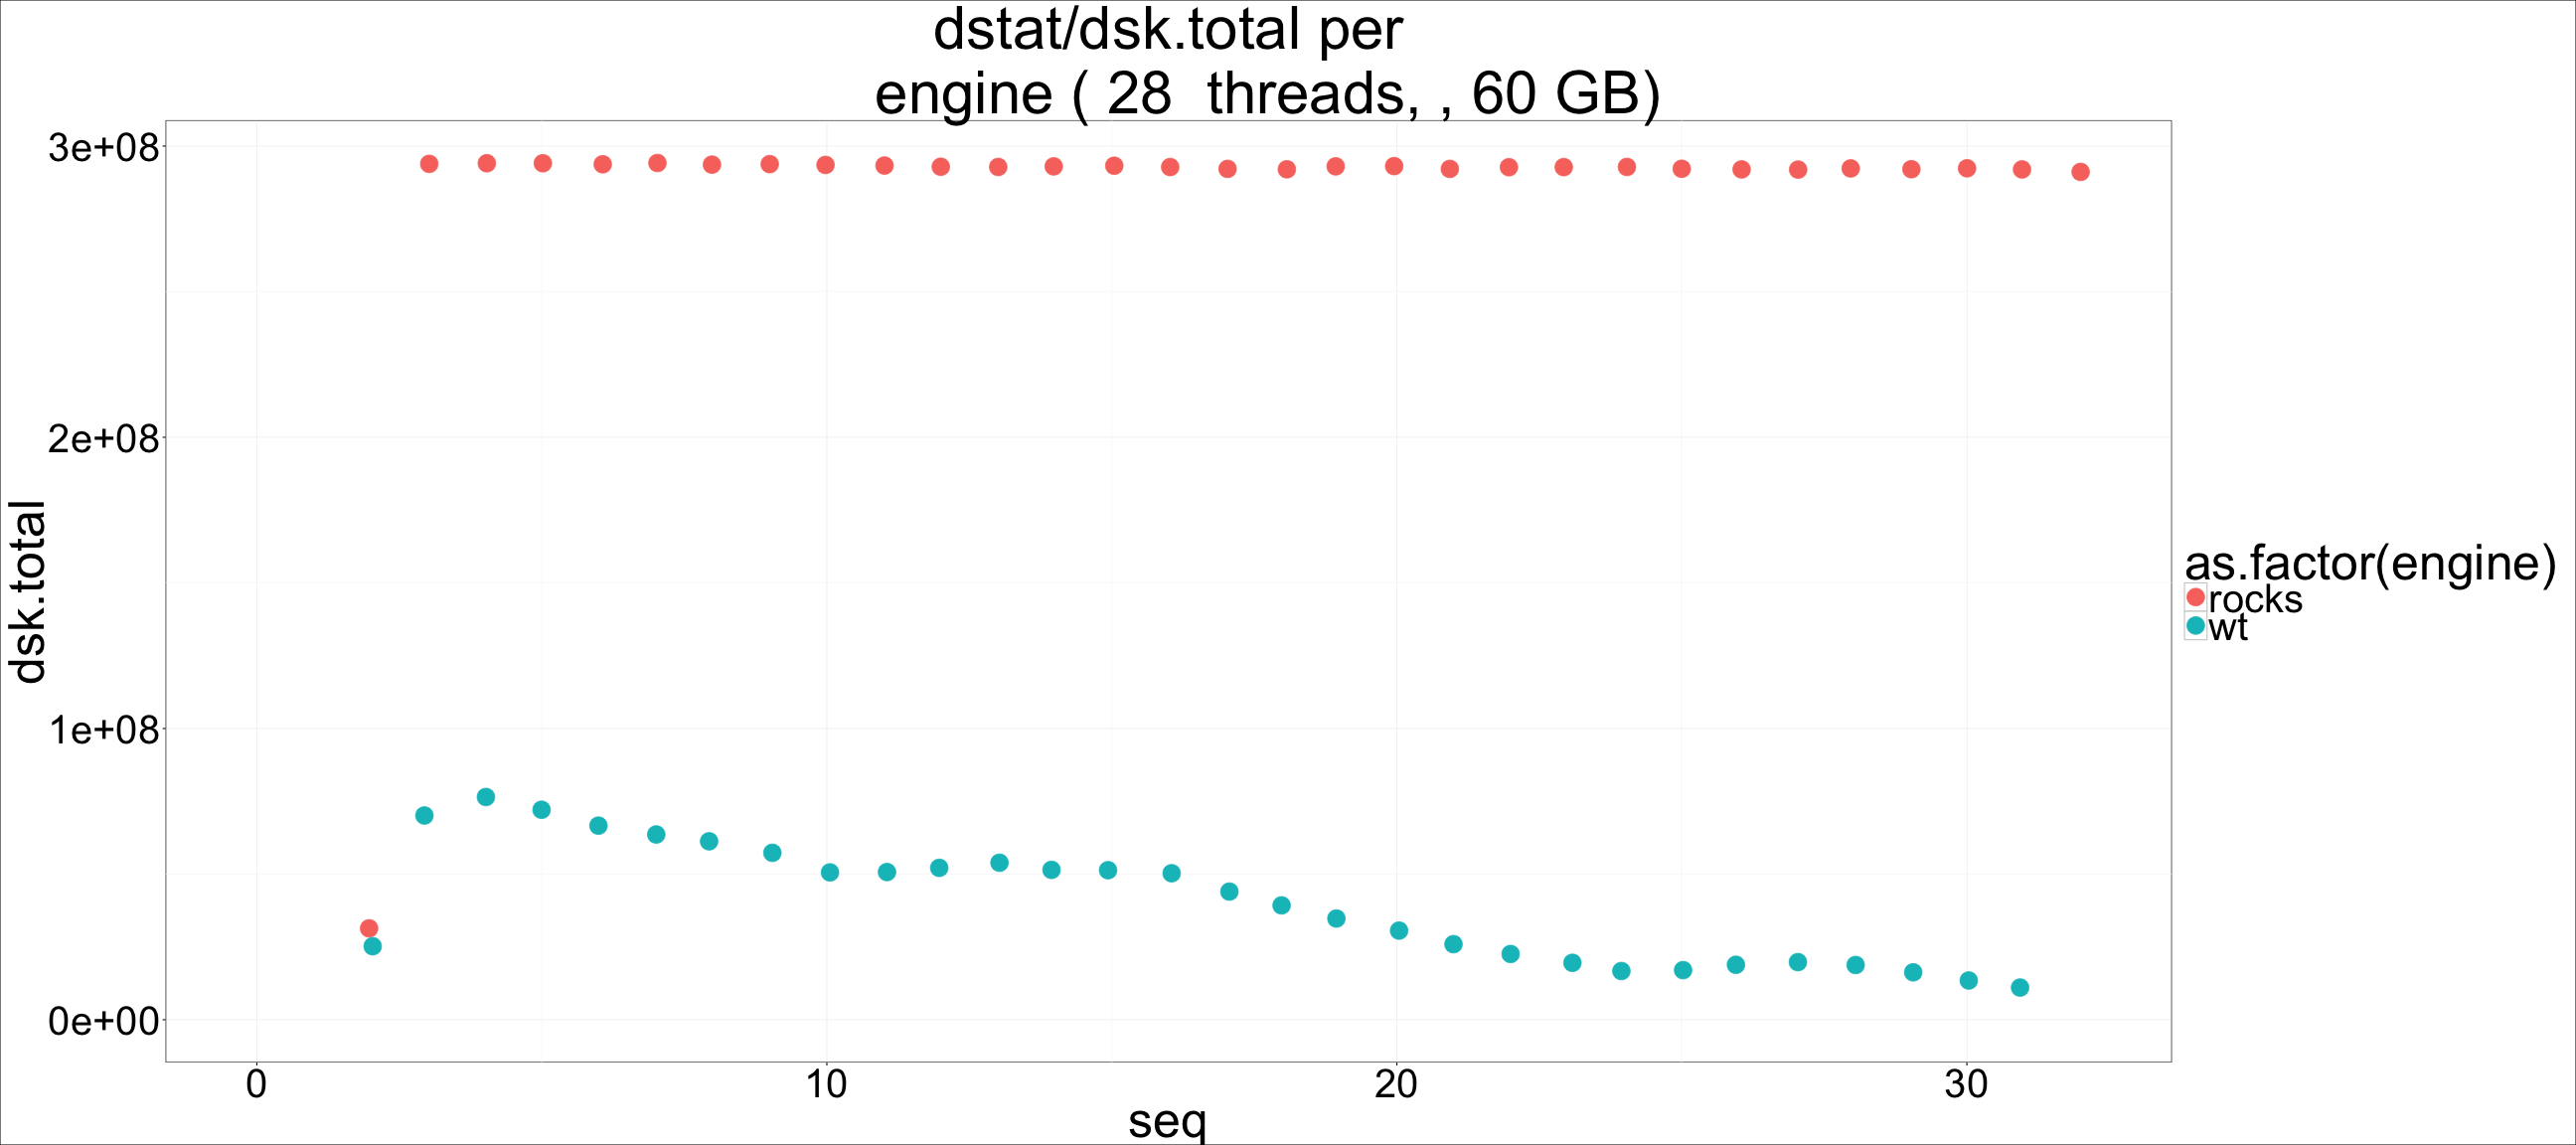 dstat/dsk.total per
engine ( 28  threads, , 60 GB)
3e+08
2e+08
1e+08
0e+00
dsk.total
0
10
20
30
seq
as.factor(engine)
rocks
wt